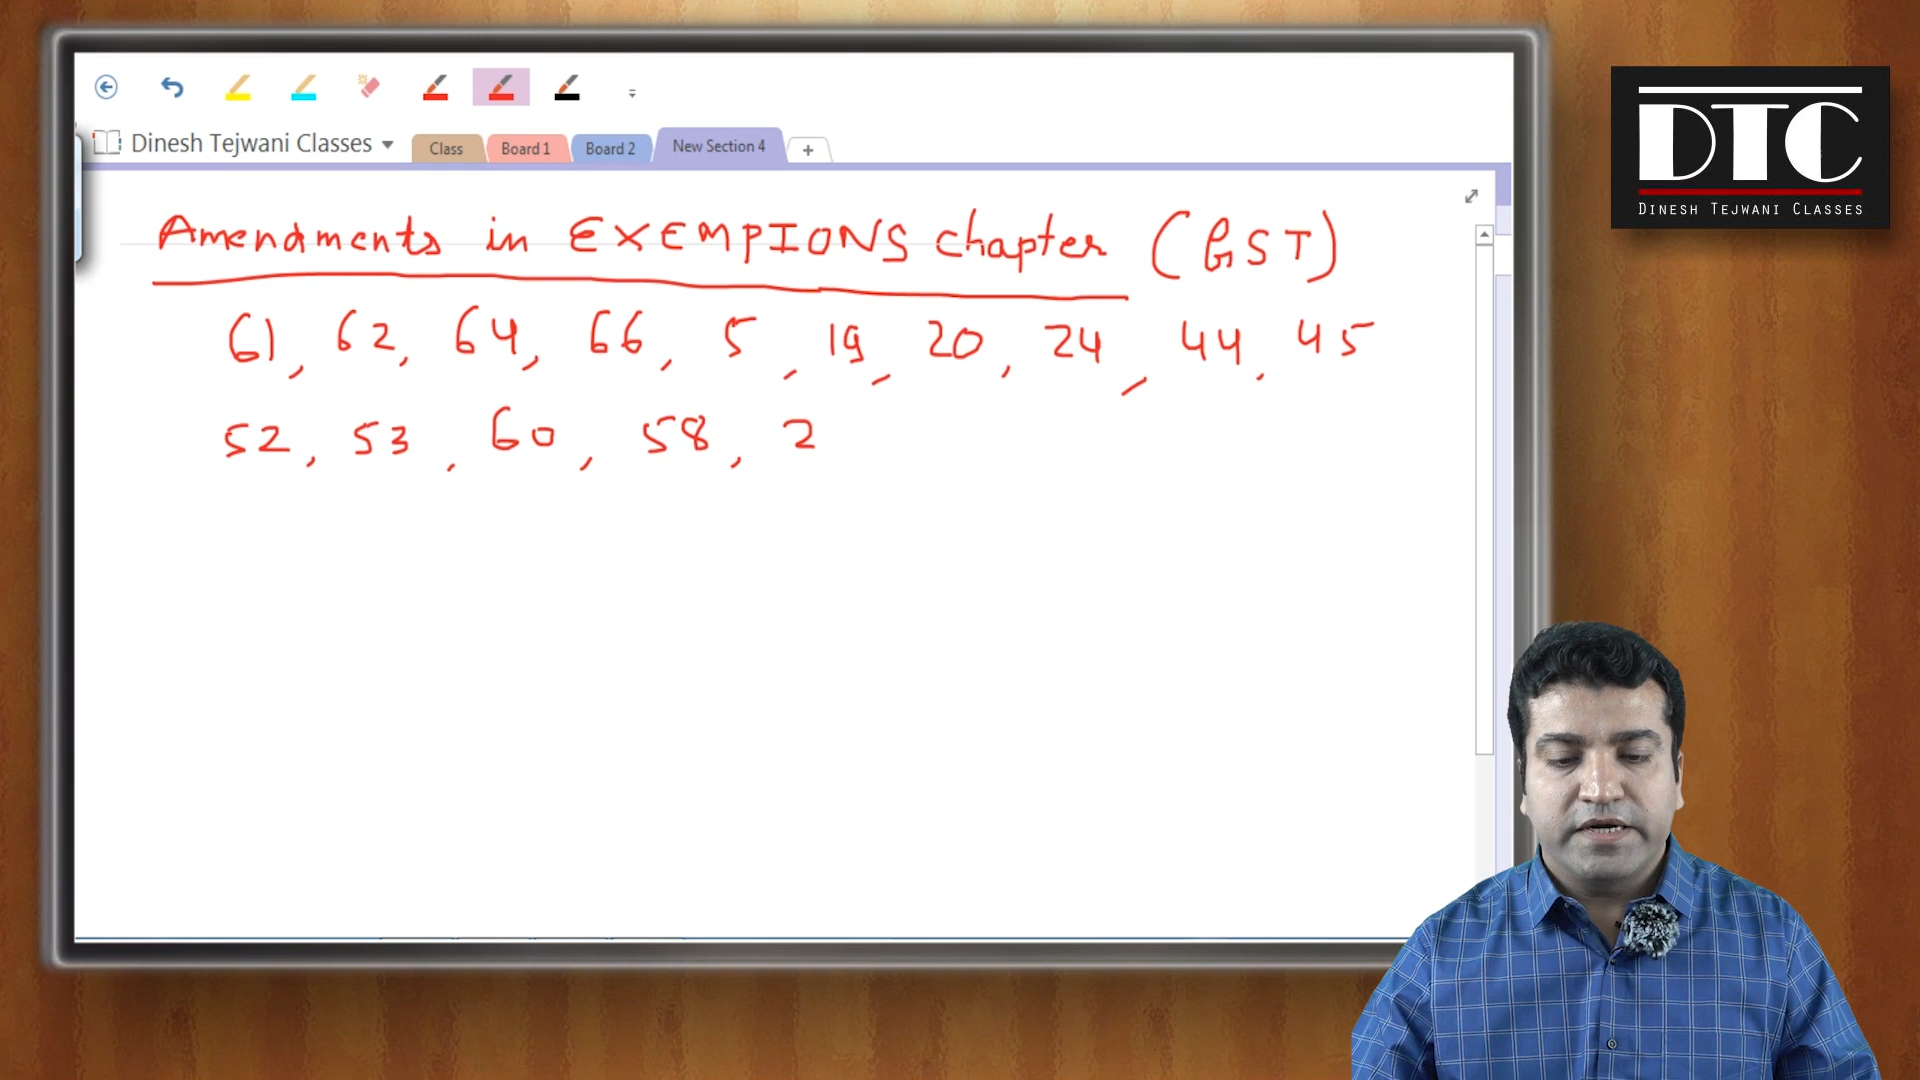 Dinesh Tejwani Classes Class Board 1 Board 2 New Section 4 +
Amendments in EXEMPIONS chapter (GST)
61, 62, 64, 66, 5, 19, 20, 24, 44, 45
52, 53, 60, 58, 2
DTC
DINESH TEJWANI CLASSES